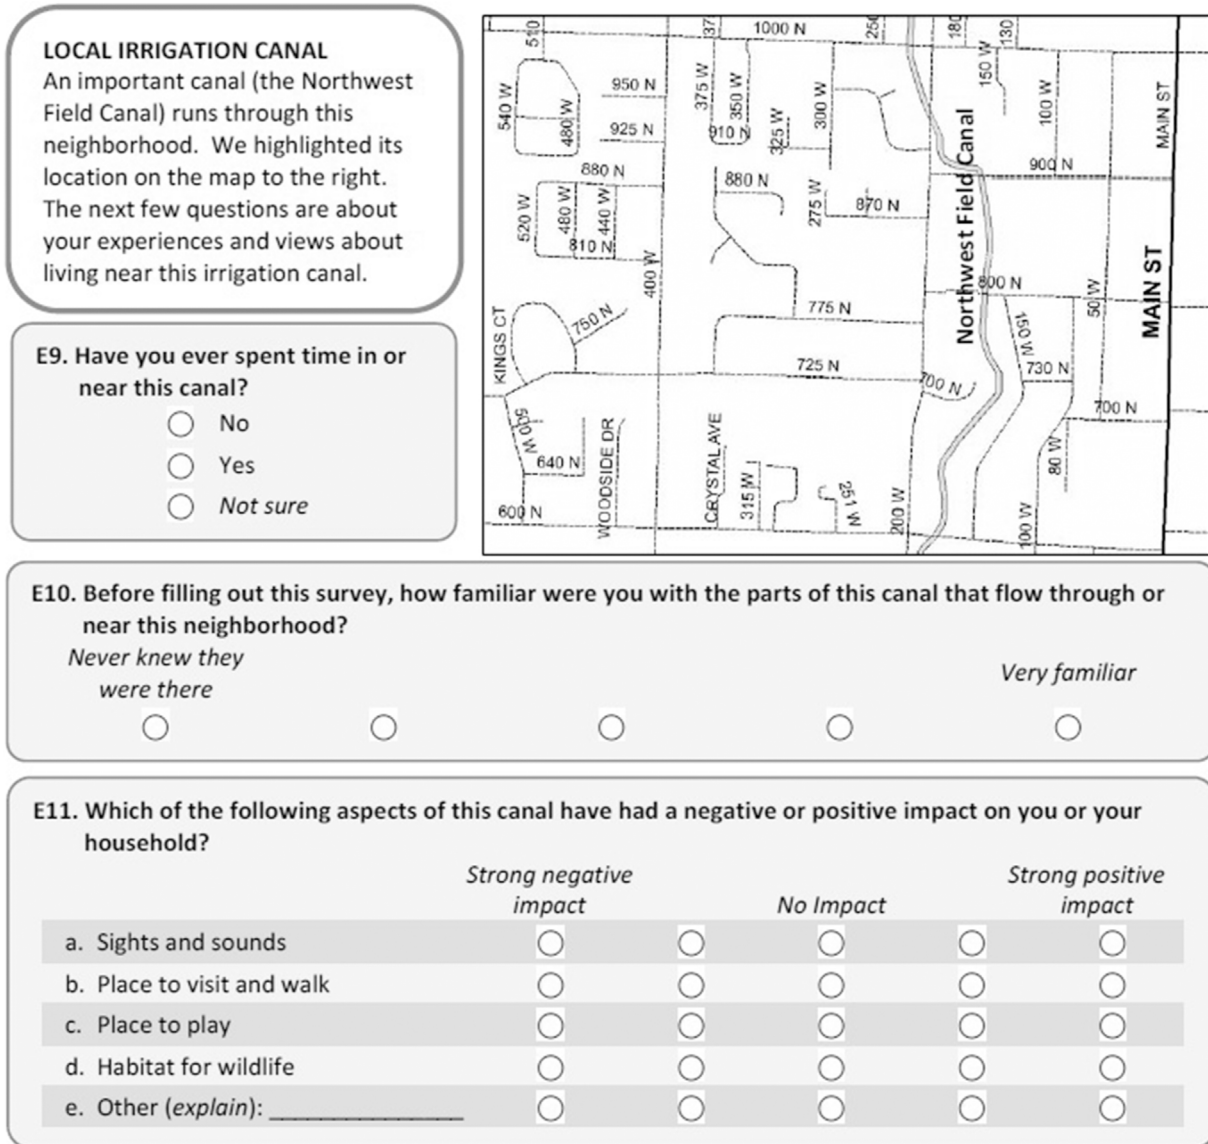 LOCAL IRRIGATION CANAL
An important canal (the Northwest
Field Canal) runs through this
neighborhood.  We highlighted its
location on the map to the right.
The next few questions are about
your experiences and views about
living near this irrigation canal.
E9. Have you ever spent time in or
near this canal?
No
Yes
Not sure
510
37
1000 N
250
180
130
540 W
480 W
950 N
925 N
375 W
350 W
910 N
325 W
300 W
150 W
100 W
MAIN ST
880 N
880 N
900 N
520 W
480 W
440 W
810 N
275 W
870 N
400 W
Northwest Field Canal
800 N
50 W
MAIN ST
KINGS CT
750 N
775 N
150 W
725 N
700 N
730 N
700 N
500 W
640 N
600 N
WOODSIDE DR
CRYSTAL AVE
315 W
251 W
200 W
100 W
80 W
E10. Before filling out this survey, how familiar were you with the parts of this canal that flow through or
near this neighborhood?
Never knew they
were there
Very familiar
E11. Which of the following aspects of this canal have had a negative or positive impact on you or your
household?
Strong negative
impact
No Impact
Strong positive
impact
a. Sights and sounds
b. Place to visit and walk
c. Place to play
d. Habitat for wildlife
e. Other (explain): ________________